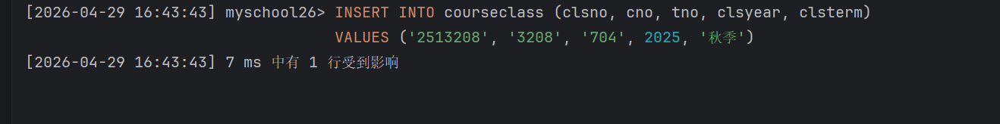 [2026-04-29 16:43:43] myschool26> INSERT INTO courseclass (clsno, cno, tno, clsyear, clsterm)
VALUES ('2513208', '3208', '704', 2025, '秋季')
[2026-04-29 16:43:43] 7 ms 中有 1 行受到影响